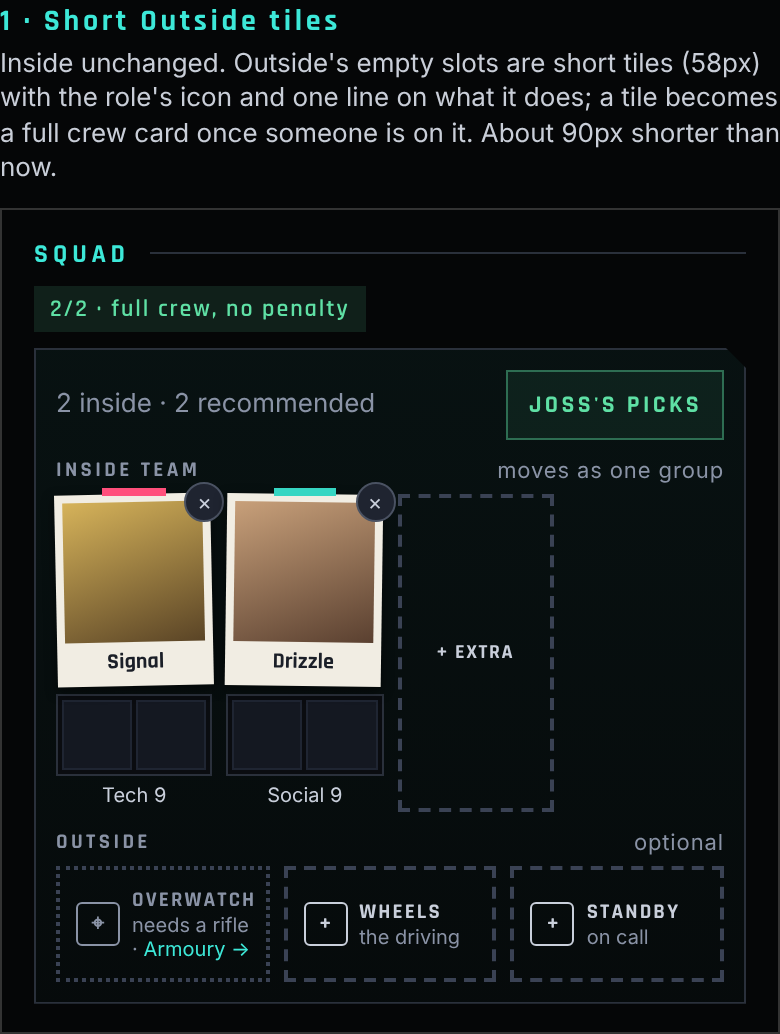 1 · Short Outside tiles
Inside unchanged. Outside's empty slots are short tiles (58px)
with the role's icon and one line on what it does; a tile becomes
a full crew card once someone is on it. About 90px shorter than
now.
SQUAD
2/2 · full crew, no penalty
2 inside · 2 recommended
JOSS'S PICKS
INSIDE TEAM
moves as one group
×
×
Signal
Drizzle
+ EXTRA
Tech 9
Social 9
OUTSIDE
optional
OVERWATCH
needs a rifle
· Armoury →
+
WHEELS
the driving
+
STANDBY
on call